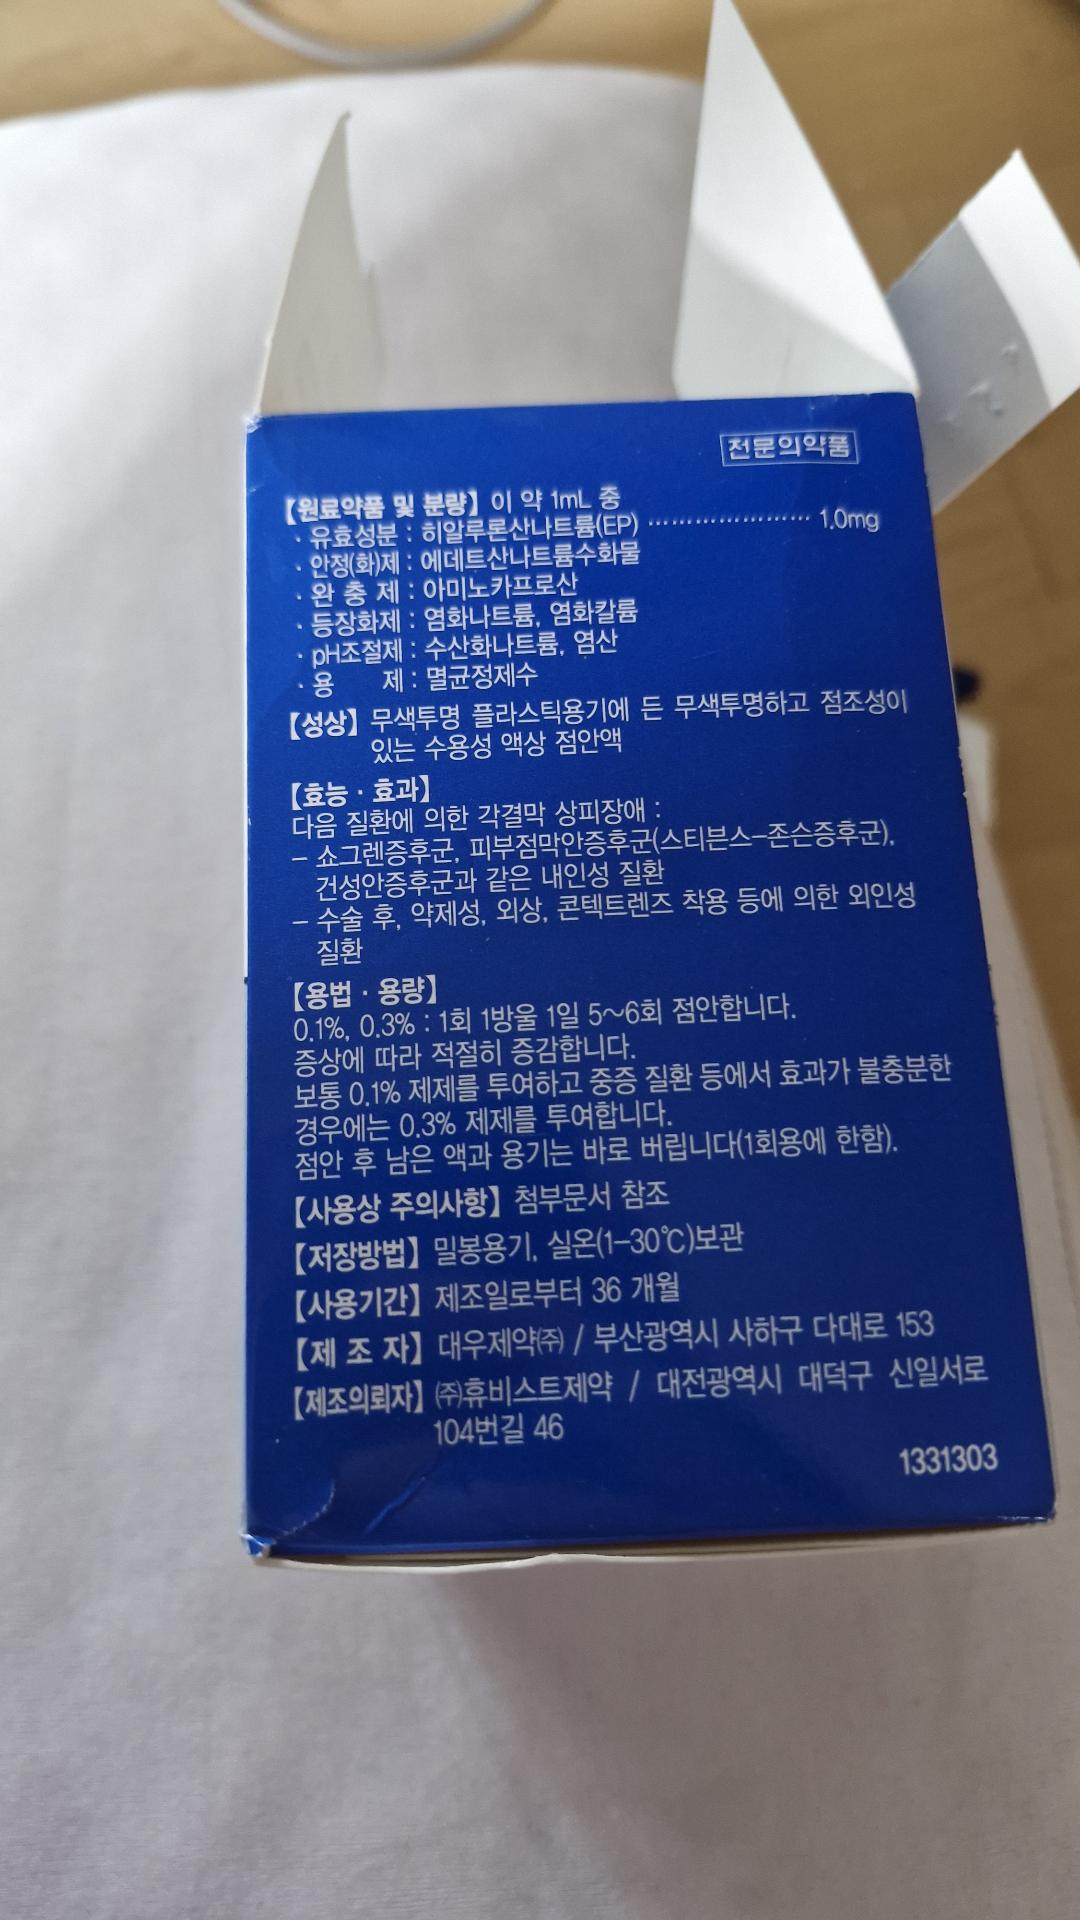 전문의약품
【원료약품 및 분량】 이 약 1mL 중
· 유효성분 : 히알루론산나트륨(EP) ····················· 1.0mg
· 안정(화)제 : 에데트산나트륨수화물
· 완 충 제 : 아미노카프로산
· 등장화제 : 염화나트륨, 염화칼륨
· pH조절제 : 수산화나트륨, 염산
· 용 제 : 멸균정제수
【성상】 무색투명 플라스틱용기에 든 무색투명하고 점조성이
있는 수용성 액상 점안액
【효능 · 효과】
다음 질환에 의한 각결막 상피장애 :
– 쇼그렌증후군, 피부점막안증후군(스티븐스–존슨증후군),
건성안증후군과 같은 내인성 질환
– 수술 후, 약제성, 외상, 콘텍트렌즈 착용 등에 의한 외인성
질환
【용법 · 용량】
0.1%, 0.3% : 1회 1방울 1일 5~6회 점안합니다.
증상에 따라 적절히 증감합니다.
보통 0.1% 제제를 투여하고 중증 질환 등에서 효과가 불충분한
경우에는 0.3% 제제를 투여합니다.
점안 후 남은 액과 용기는 바로 버립니다(1회용에 한함).
【사용상 주의사항】 첨부문서 참조
【저장방법】 밀봉용기, 실온(1–30℃)보관
【사용기간】 제조일로부터 36 개월
【제 조 자】 대우제약㈜ / 부산광역시 사하구 다대로 153
【제조의뢰자】 ㈜휴비스트제약 / 대전광역시 대덕구 신일서로
104번길 46
1331303